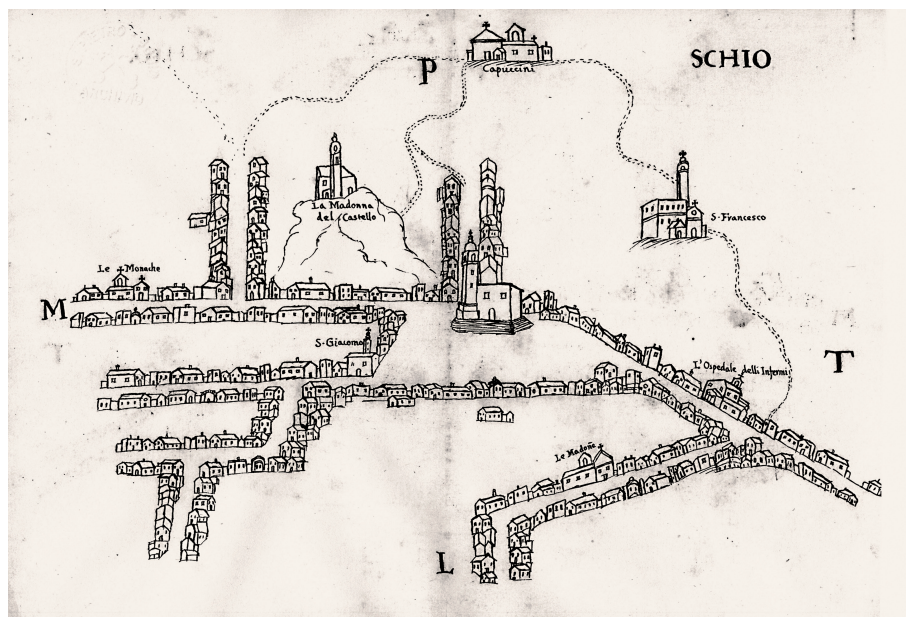 SCHIO
P
Capuccini
La Madonna
del Castello
S. Francesco
Le Monache
M
S. Giacomo
T
L'Ospedale delli Infermi
Le Madoñe
L